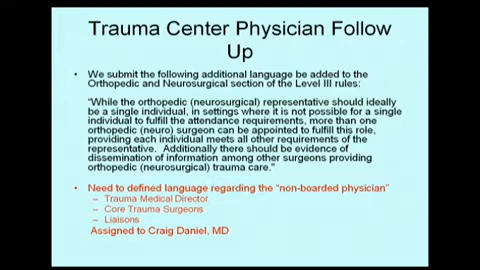 Trauma Center Physician Follow
Up
• We submit the following additional language be added to the
Orthopedic and Neurosurgical section of the Level III rules:
"While the orthopedic (neurosurgical) representative should ideally
be a single individual, in settings where it is not possible for a single
individual to fulfill the attendance requirements, more than one
orthopedic (neuro) surgeon can be appointed to fulfill this role,
providing each individual meets all other requirements of the
representative. Additionally there should be evidence of
dissemination of information among other surgeons providing
orthopedic (neurosurgical) trauma care."
• Need to defined language regarding the "non-boarded physician"
– Trauma Medical Director
– Core Trauma Surgeons
– Liaisons
Assigned to Craig Daniel, MD